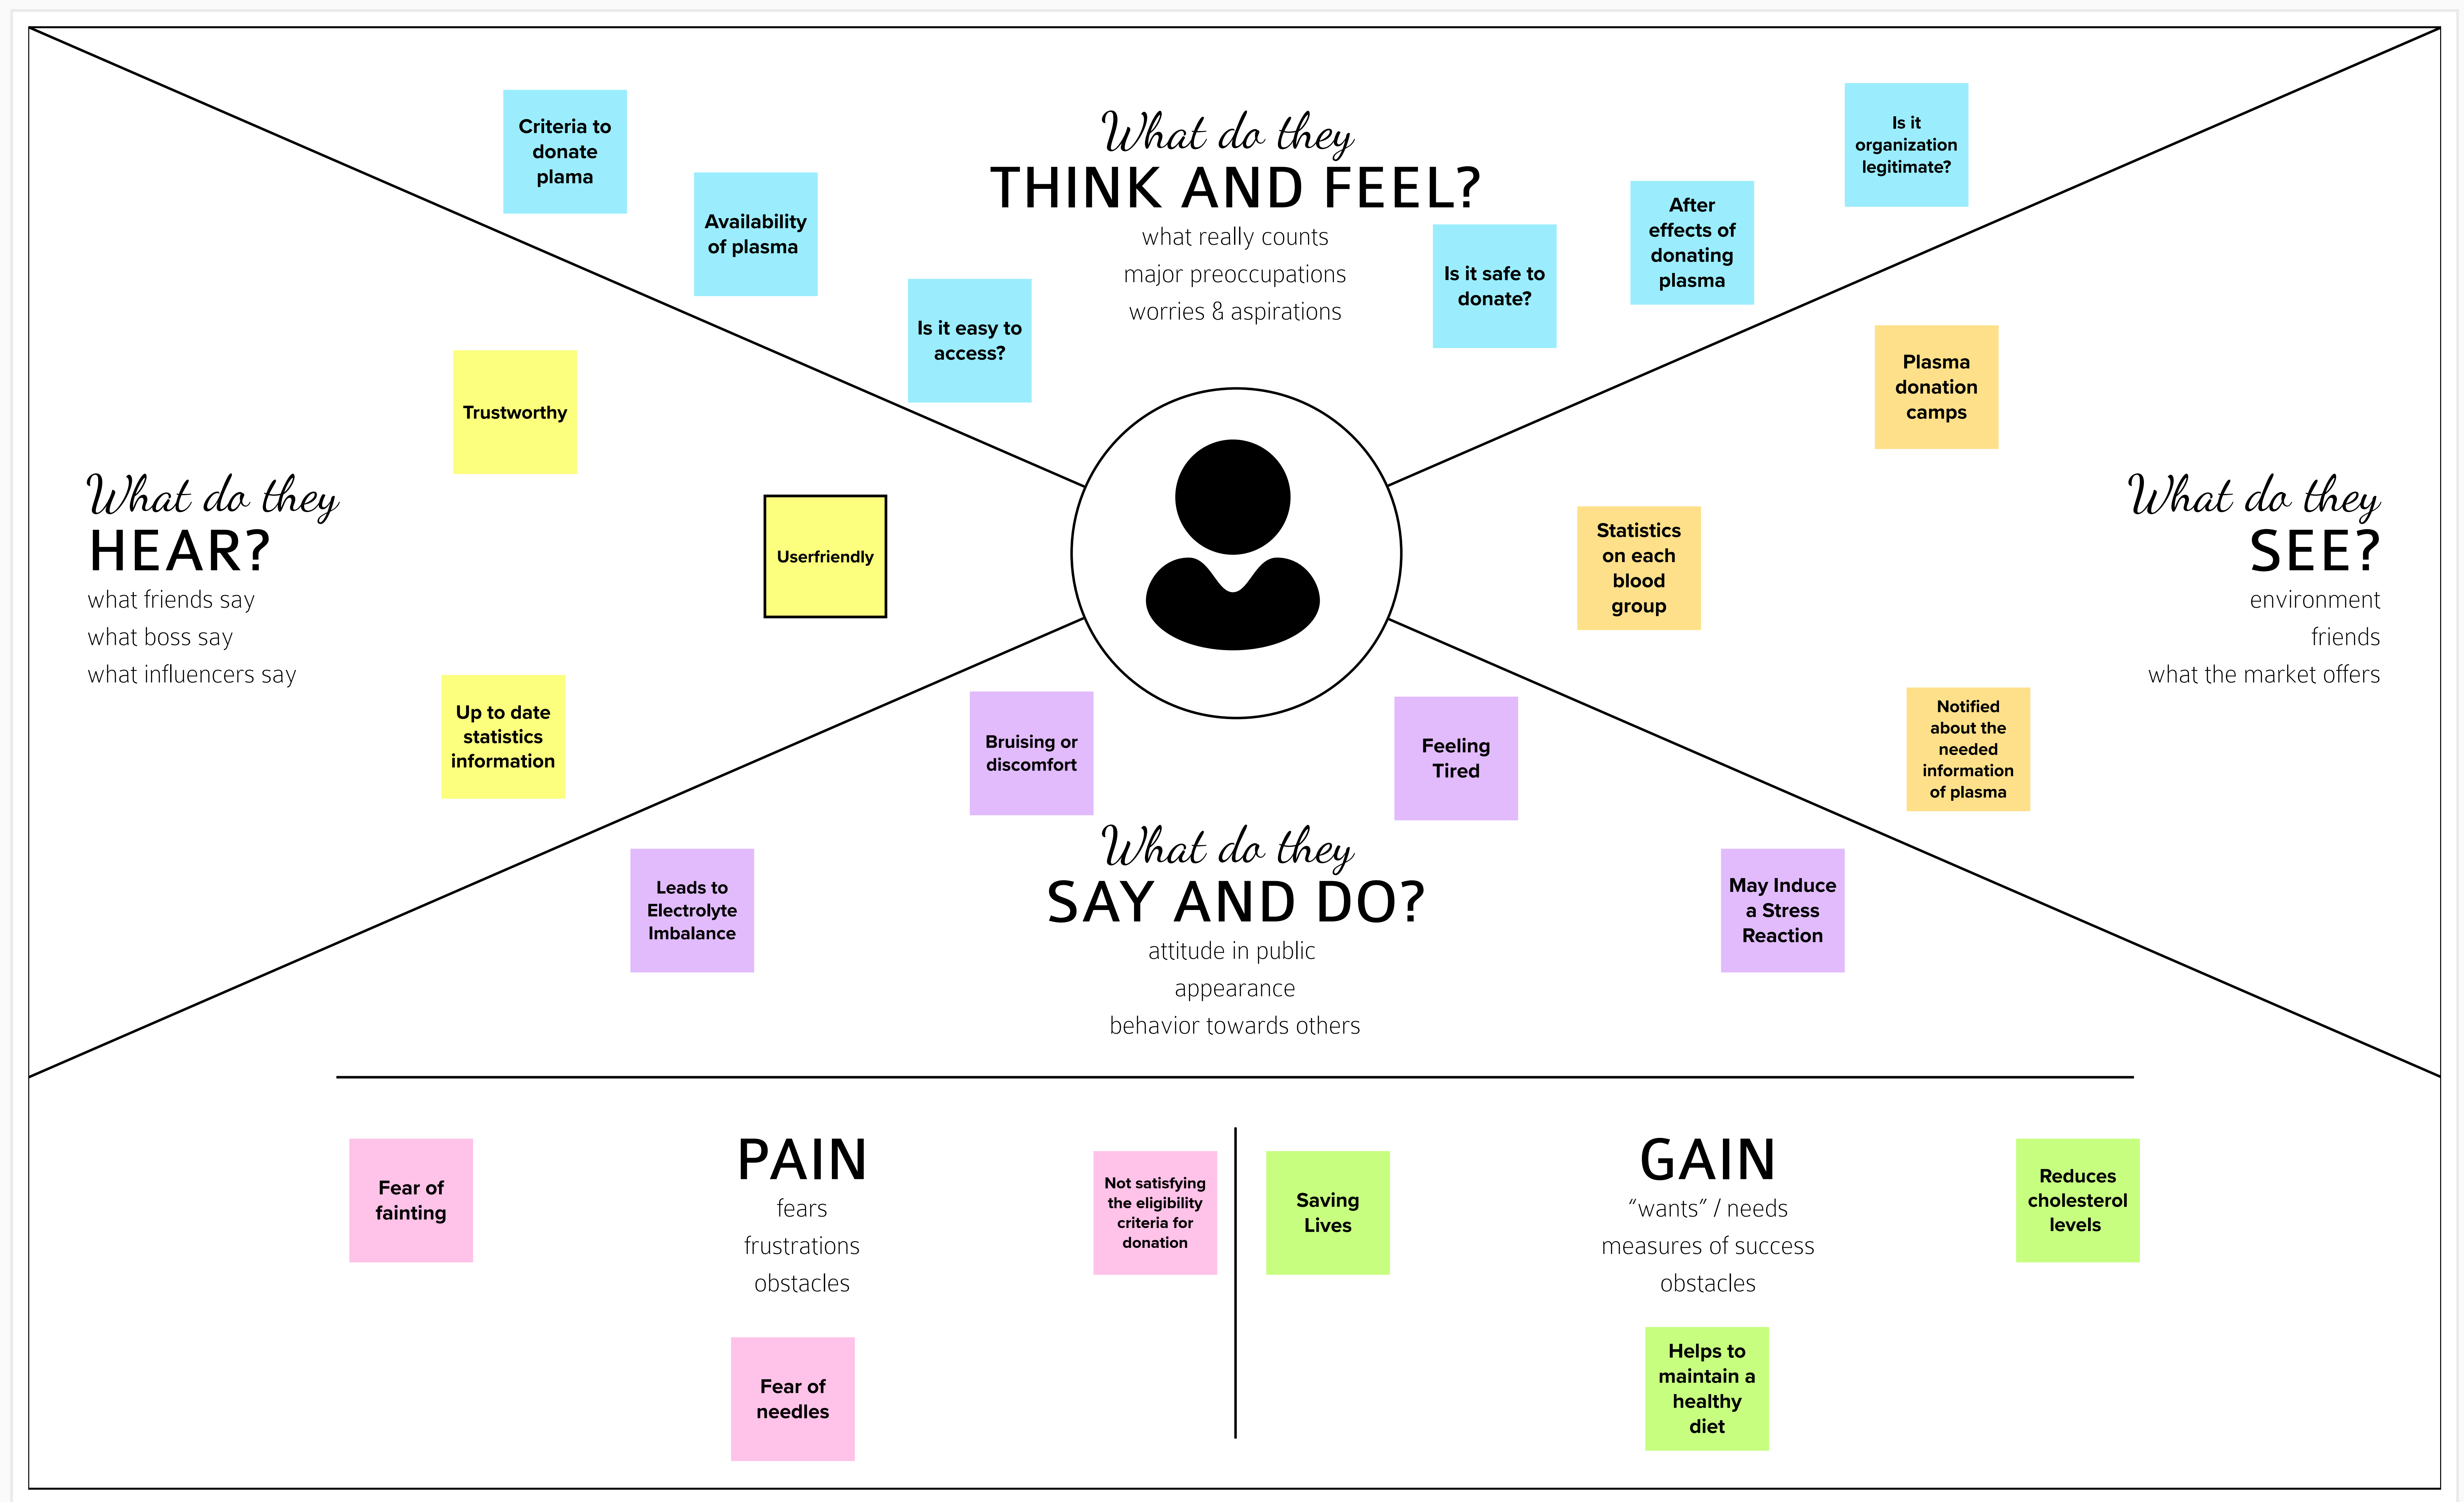 What do they
THINK AND FEEL?
what really counts
major preoccupations
worries & aspirations
Criteria to
donate
plama
Availability
of plasma
Is it easy to
access?
Is it safe to
donate?
After
effects of
donating
plasma
Is it
organization
legitimate?
What do they
HEAR?
what friends say
what boss say
what influencers say
Trustworthy
Userfriendly
Up to date
statistics
information
What do they
SEE?
environment
friends
what the market offers
Plasma
donation
camps
Statistics
on each
blood
group
Notified
about the
needed
information
of plasma
What do they
SAY AND DO?
attitude in public
appearance
behavior towards others
Bruising or
discomfort
Feeling
Tired
Leads to
Electrolyte
Imbalance
May Induce
a Stress
Reaction
PAIN
fears
frustrations
obstacles
Fear of
fainting
Not satisfying
the eligibility
criteria for
donation
Fear of
needles
GAIN
“wants” / needs
measures of success
obstacles
Saving
Lives
Reduces
cholesterol
levels
Helps to
maintain a
healthy
diet